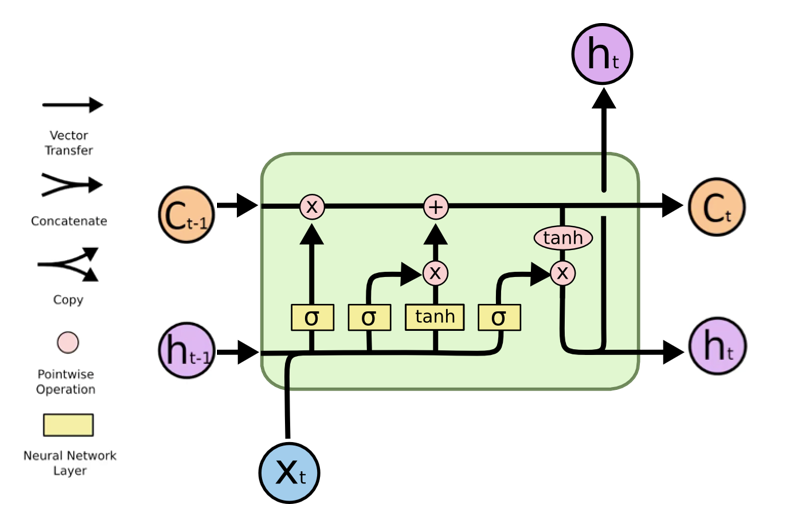 Vector
Transfer
Concatenate
Copy
Pointwise
Operation
Neural Network
Layer
ht
Ct-1
x
+
Ct
tanh
x
x
σ
σ
tanh
σ
ht-1
ht
xt